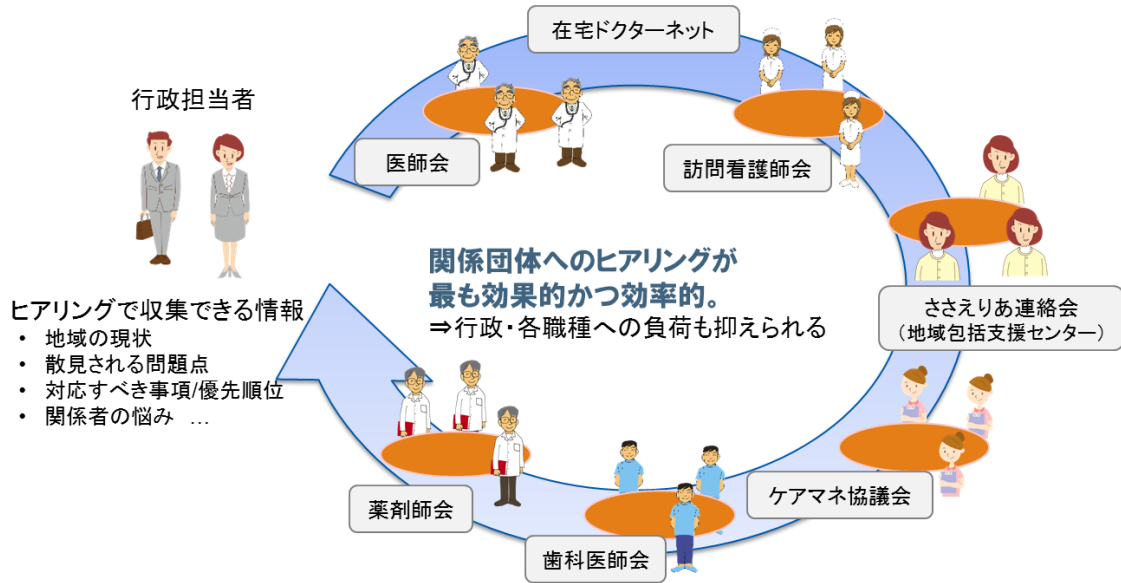 在宅ドクターネット
行政担当者
医師会
訪問看護師会
関係団体へのヒアリングが
最も効果的かつ効率的。
⇒行政・各職種への負荷も抑えられる
ささえりあ連絡会
（地域包括支援センター）
ヒアリングで収集できる情報
• 地域の現状
• 散見される問題点
• 対応すべき事項/優先順位
• 関係者の悩み …
ケアマネ協議会
薬剤師会
歯科医師会